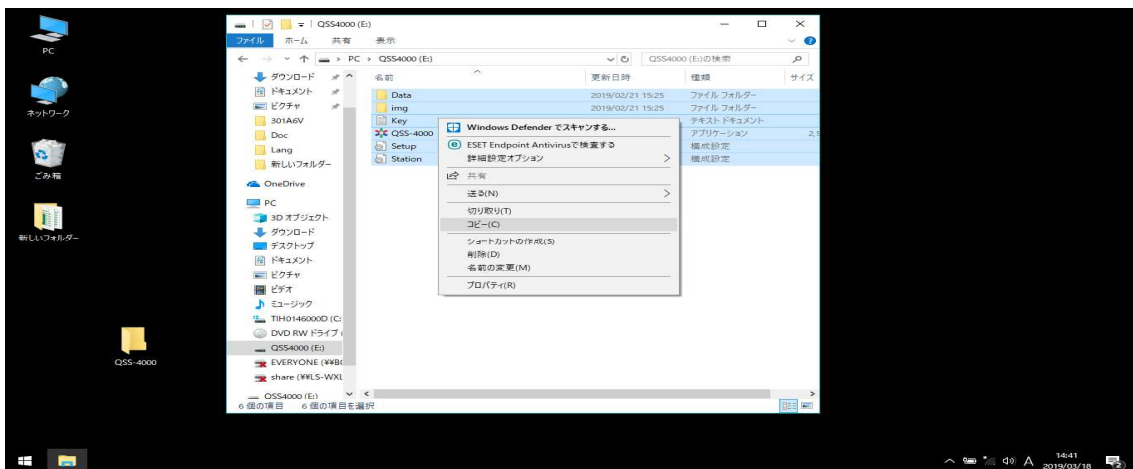 PC
ネットワーク
ごみ箱
新しいフォルダー
QSS-4000
QSS4000 (E:)
ファイル ホーム 共有 表示
PC › QSS4000 (E:) QSS4000 (E:)の検索
名前 更新日時 種類 サイズ
ダウンロード
ドキュメント
ピクチャ
301A6V
Doc
Lang
新しいフォルダー
OneDrive
PC
3D オブジェクト
ダウンロード
デスクトップ
ドキュメント
ピクチャ
ビデオ
ミュージック
TIH0146000D (C:
DVD RW ドライブ (
QSS4000 (E:)
EVERYONE (¥¥B
share (¥¥LS-WXL
QSS4000 (E:)
Data 2019/02/21 15:25 ファイル フォルダー
img 2019/02/21 15:25 ファイル フォルダー
Key テキスト ドキュメント
QSS-4000 アプリケーション
Setup 構成設定
Station 構成設定
Windows Defender でスキャンする...
ESET Endpoint Antivirusで検査する
詳細設定オプション
共有
送る(N)
切り取り(T)
コピー(C)
ショートカットの作成(S)
削除(D)
名前の変更(M)
プロパティ(R)
6 個の項目 6 個の項目を選択
A
14:41
2019/03/18